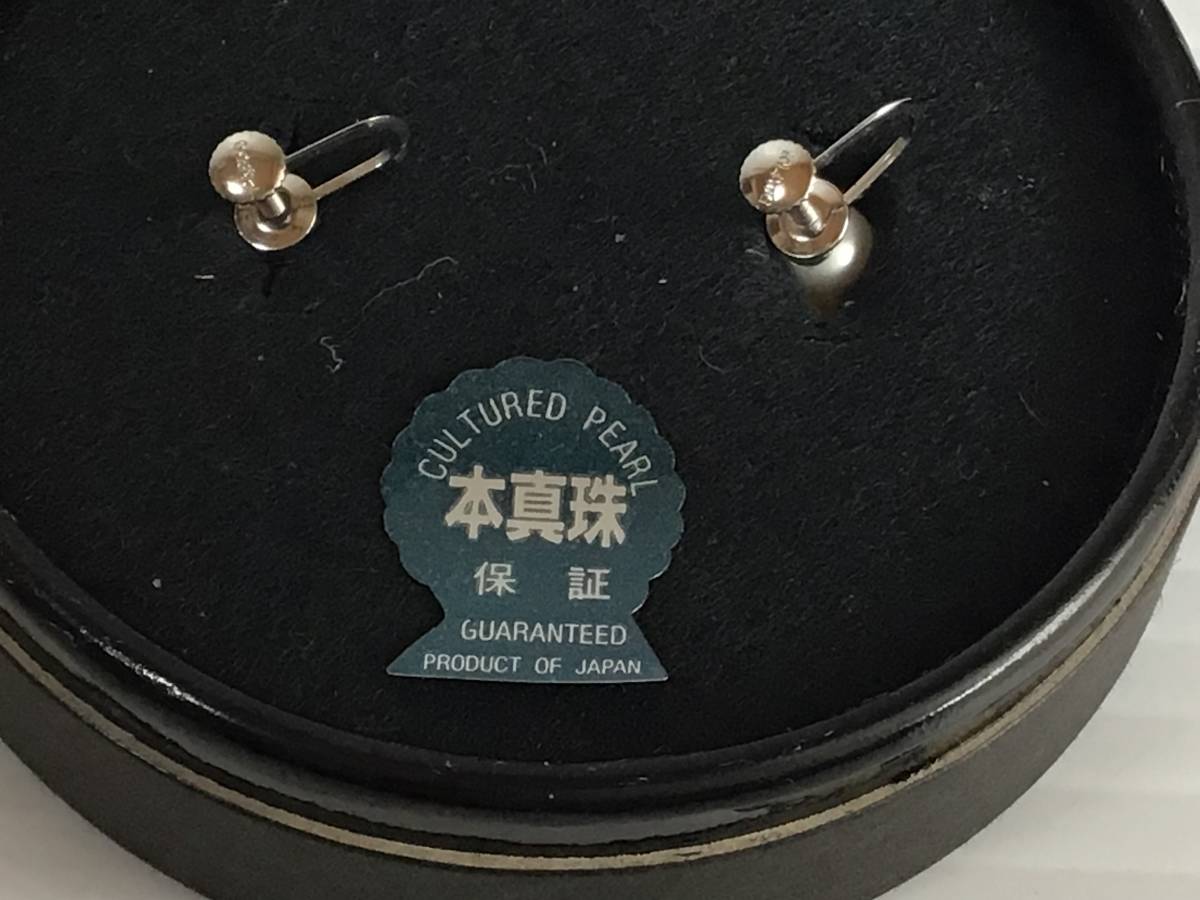 CULTURED PEARL
本真珠
保 証
GUARANTEED
PRODUCT OF JAPAN